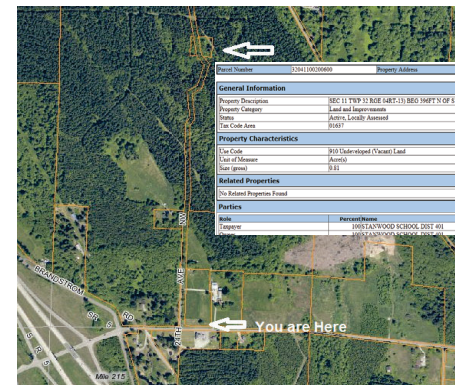 Parcel Number 32041100200600 Property Address
General Information
Property Description SEC 11 TWP 32 RGE 04RT-13) BEG 396FT N OF S
Property Category Land and Improvements
Status Active, Locally Assessed
Tax Code Area 01637
Property Characteristics
Use Code 910 Undeveloped (Vacant) Land
Unit of Measure Acre(s)
Size (gross) 0.81
Related Properties
No Related Properties Found
Parties
Role Percent Name
Taxpayer 100 STANWOOD SCHOOL DIST 401
100 STANWOOD SCHOOL DIST 401
NW
AVE
28TH
BRANDSTROM
RD
You are Here
Mile 215